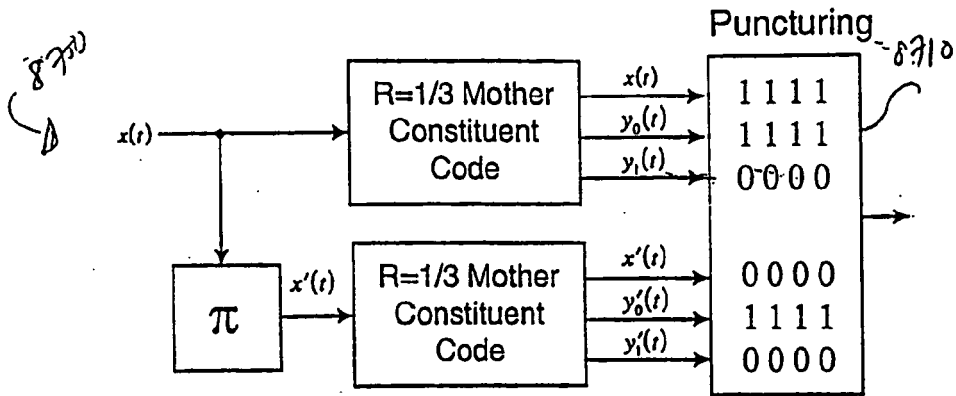 Puncturing
8710
x(t)
R=1/3 Mother
Constituent
Code
x(t)
y₀(t)
y₁(t)
1 1 1 1
1 1 1 1
0 0 0 0
π
x'(t)
R=1/3 Mother
Constituent
Code
x'(t)
y'₀(t)
y'₁(t)
0 0 0 0
1 1 1 1
0 0 0 0